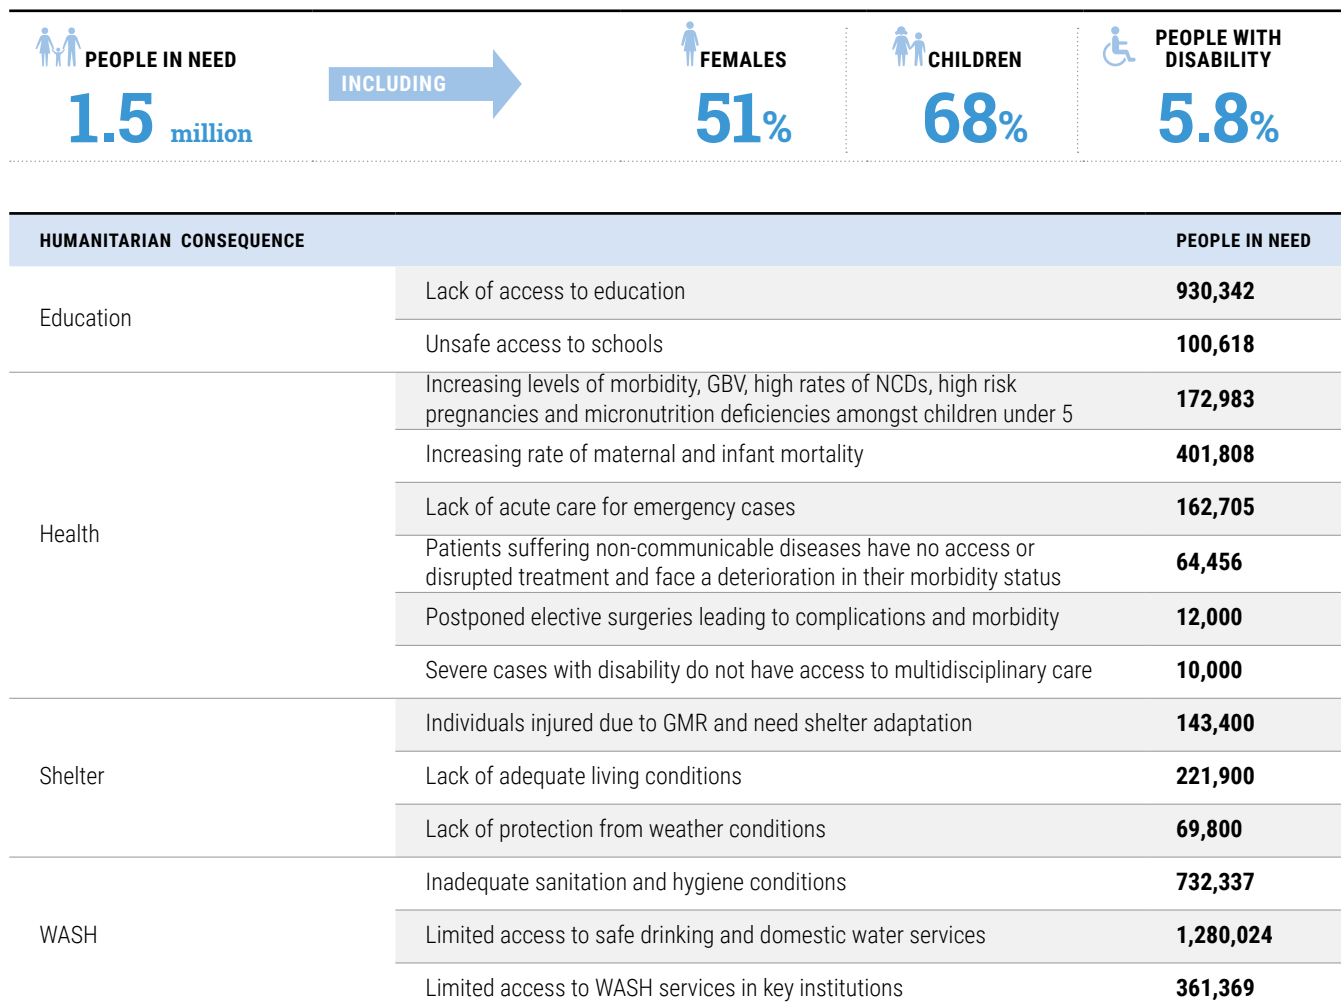 PEOPLE IN NEED
1.5 million
INCLUDING
FEMALES
51%
CHILDREN
68%
PEOPLE WITH
DISABILITY
5.8%
HUMANITARIAN CONSEQUENCE PEOPLE IN NEED
Education
Lack of access to education 930,342
Unsafe access to schools 100,618
Health
Increasing levels of morbidity, GBV, high rates of NCDs, high risk
pregnancies and micronutrition deficiencies amongst children under 5 172,983
Increasing rate of maternal and infant mortality 401,808
Lack of acute care for emergency cases 162,705
Patients suffering non-communicable diseases have no access or
disrupted treatment and face a deterioration in their morbidity status 64,456
Postponed elective surgeries leading to complications and morbidity 12,000
Severe cases with disability do not have access to multidisciplinary care 10,000
Shelter
Individuals injured due to GMR and need shelter adaptation 143,400
Lack of adequate living conditions 221,900
Lack of protection from weather conditions 69,800
WASH
Inadequate sanitation and hygiene conditions 732,337
Limited access to safe drinking and domestic water services 1,280,024
Limited access to WASH services in key institutions 361,369